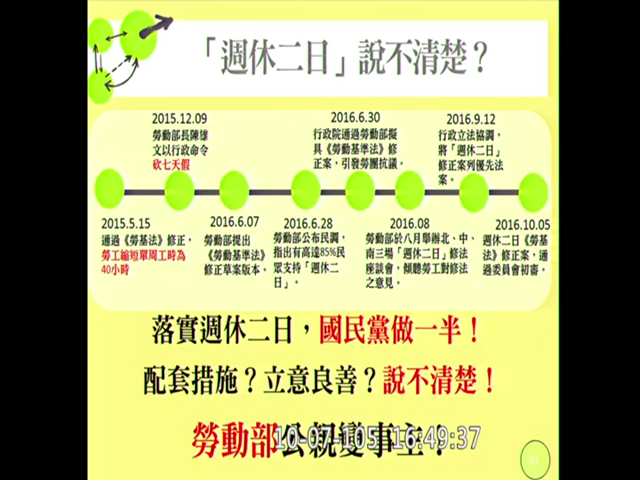 「週休二日」說不清楚？
2015.12.09
勞動部長陳雄
文以行政命令
砍七天假
2016.6.30
行政院通過勞動部擬
具《勞動基準法》修
正案，引發勞團抗議。
2016.9.12
行政立法協調，
將「週休二日」
修正案列優先法
案。
2015.5.15
通過《勞基法》修正，
勞工縮短單周工時為
40小時
2016.6.07
勞動部提出
《勞動基準法》
修正草案版本。
2016.6.28
勞動部公布民調，
指出有高達85%民
眾支持「週休二
日」。
2016.08
勞動部於八月舉辦北、中、
南三場「週休二日」修法
座談會，傾聽勞工對修法
之意見。
2016.10.05
週休二日《勞基
法》修正案，通
過委員會初審。
落實週休二日，國民黨做一半！
配套措施？立意良善？說不清楚！
勞動部公親變事主！
10-07-105 16:49:37